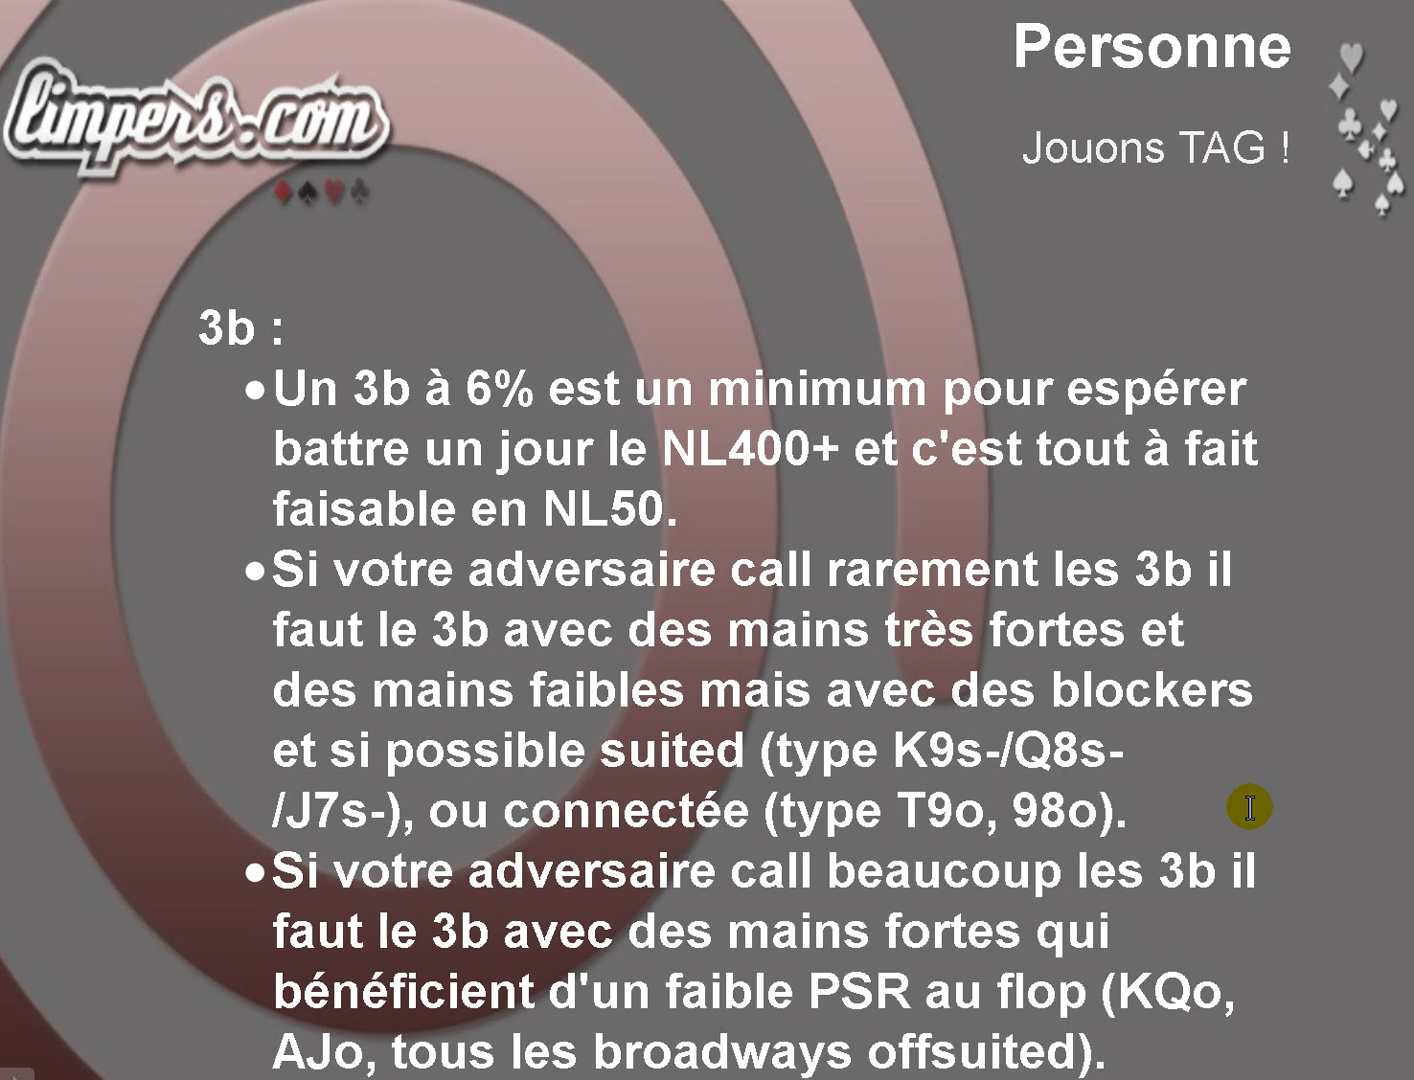 Personne
limpers.com
Jouons TAG !
3b :
•Un 3b à 6% est un minimum pour espérer
battre un jour le NL400+ et c'est tout à fait
faisable en NL50.
•Si votre adversaire call rarement les 3b il
faut le 3b avec des mains très fortes et
des mains faibles mais avec des blockers
et si possible suited (type K9s-/Q8s-
/J7s-), ou connectée (type T9o, 98o).
•Si votre adversaire call beaucoup les 3b il
faut le 3b avec des mains fortes qui
bénéficient d'un faible PSR au flop (KQo,
AJo, tous les broadways offsuited).